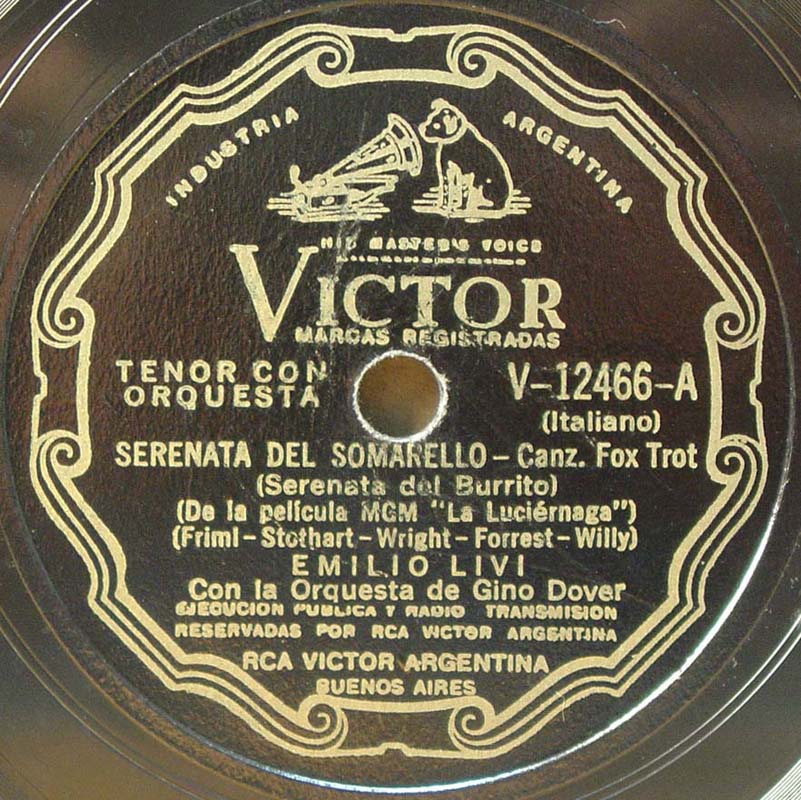 INDUSTRIA ARGENTINA
"HIS MASTER'S VOICE"
VICTOR
MARCAS REGISTRADAS
TENOR CON
ORQUESTA
V-12466-A
(Italiano)
SERENATA DEL SOMARELLO – Canz. Fox Trot
(Serenata del Burrito)
(De la película MGM "La Luciérnaga")
(Friml-Stothart-Wright-Forrest-Willy)
EMILIO LIVI
Con la Orquesta de Gino Dover
EJECUCION PUBLICA Y RADIO TRANSMISION
RESERVADAS POR RCA VICTOR ARGENTINA
RCA VICTOR ARGENTINA
BUENOS AIRES